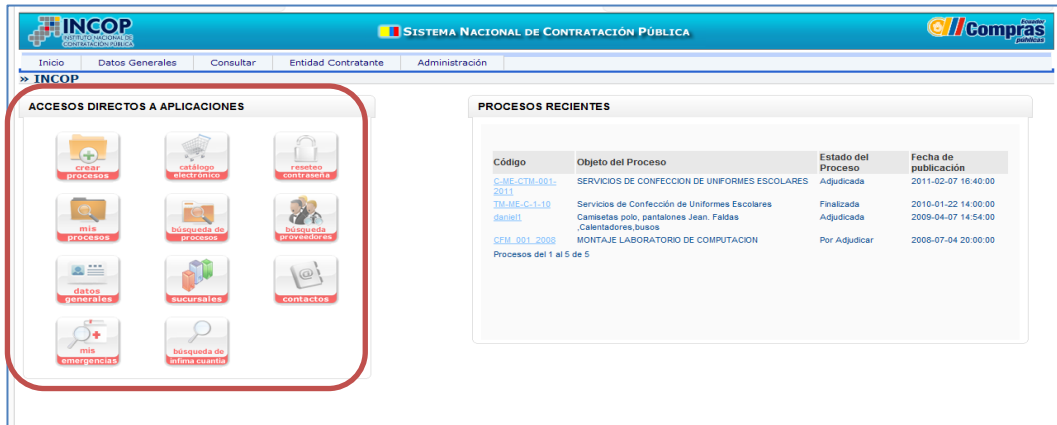 INCOP
INSTITUTO NACIONAL DE
CONTRATACIÓN PÚBLICA
SISTEMA NACIONAL DE CONTRATACIÓN PÚBLICA
Ecuador
Compras
públicas
Inicio Datos Generales Consultar Entidad Contratante Administración
» INCOP
ACCESOS DIRECTOS A APLICACIONES
crear
procesos
catálogo
electrónico
reseteo
contraseña
mis
procesos
búsqueda de
procesos
búsqueda
proveedores
datos
generales
sucursales
contactos
mis
emergencias
búsqueda de
infima cuantia
PROCESOS RECIENTES
Código Objeto del Proceso Estado del Proceso Fecha de publicación
C-ME-CTM-001-2011 SERVICIOS DE CONFECCION DE UNIFORMES ESCOLARES Adjudicada 2011-02-07 16:40:00
TM-ME-C-1-10 Servicios de Confección de Uniformes Escolares Finalizada 2010-01-22 14:00:00
daniel1 Camisetas polo, pantalones Jean. Faldas Adjudicada 2009-04-07 14:54:00
,Calentadores,busos
CFM_001_2008 MONTAJE LABORATORIO DE COMPUTACION Por Adjudicar 2008-07-04 20:00:00
Procesos del 1 al 5 de 5